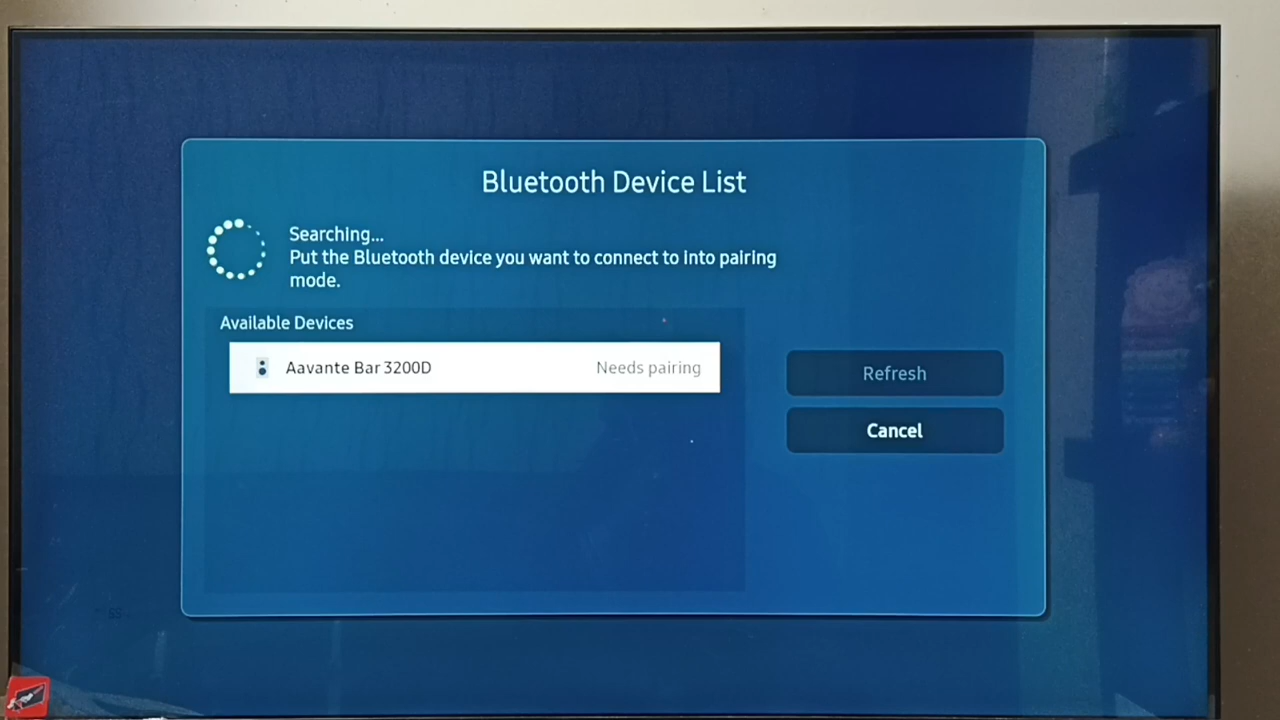 Bluetooth Device List
Searching...
Put the Bluetooth device you want to connect to into pairing
mode.
Available Devices
Aavante Bar 3200D Needs pairing
Refresh
Cancel